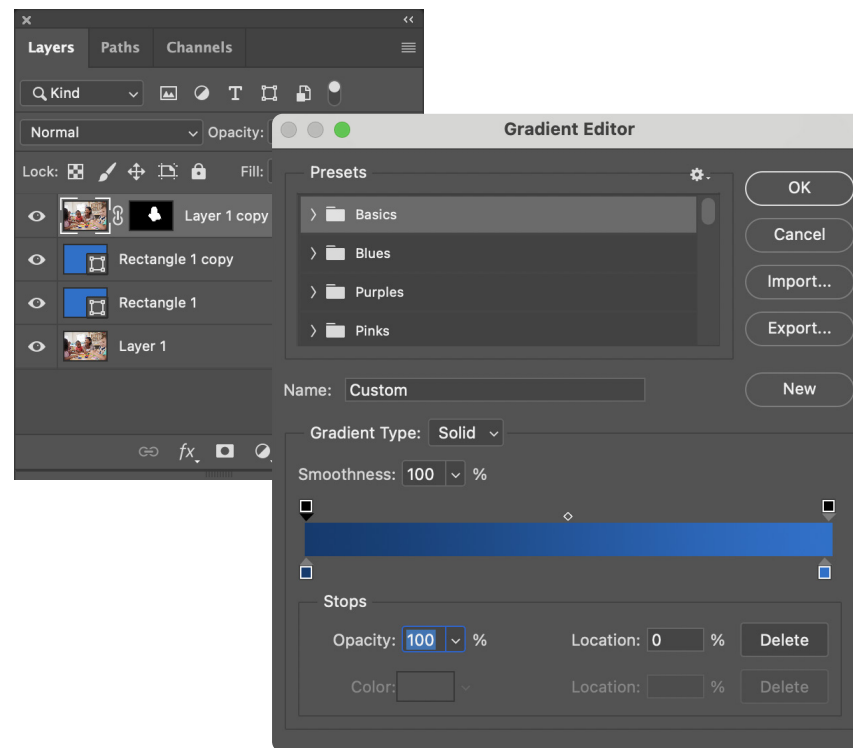 Layers Paths Channels
Kind
Normal Opacity:
Lock: Fill:
Layer 1 copy
Rectangle 1 copy
Rectangle 1
Layer 1
fx
Gradient Editor
Presets
Basics
Blues
Purples
Pinks
OK
Cancel
Import...
Export...
New
Name: Custom
Gradient Type: Solid
Smoothness: 100 %
Stops
Opacity: 100 % Location: 0 % Delete
Color: Location: % Delete